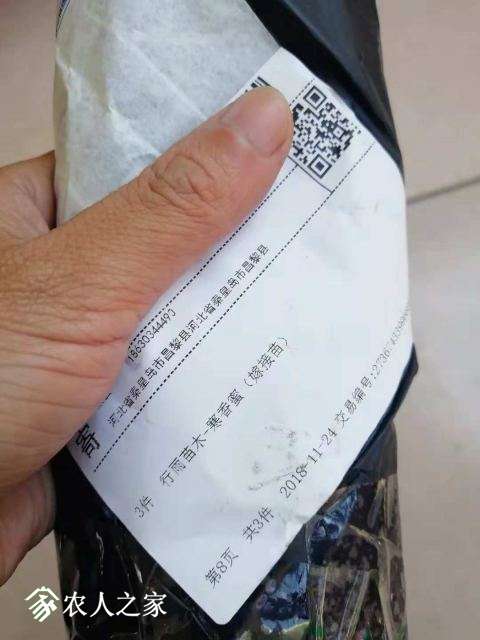 18630344493
河北省秦皇岛市昌黎县河北省秦皇岛市昌黎县
寄
3件 行雨苗木 寒香蜜（嫁接苗）
第8页 共3件 2018-11-24 交易编号:
农人之家